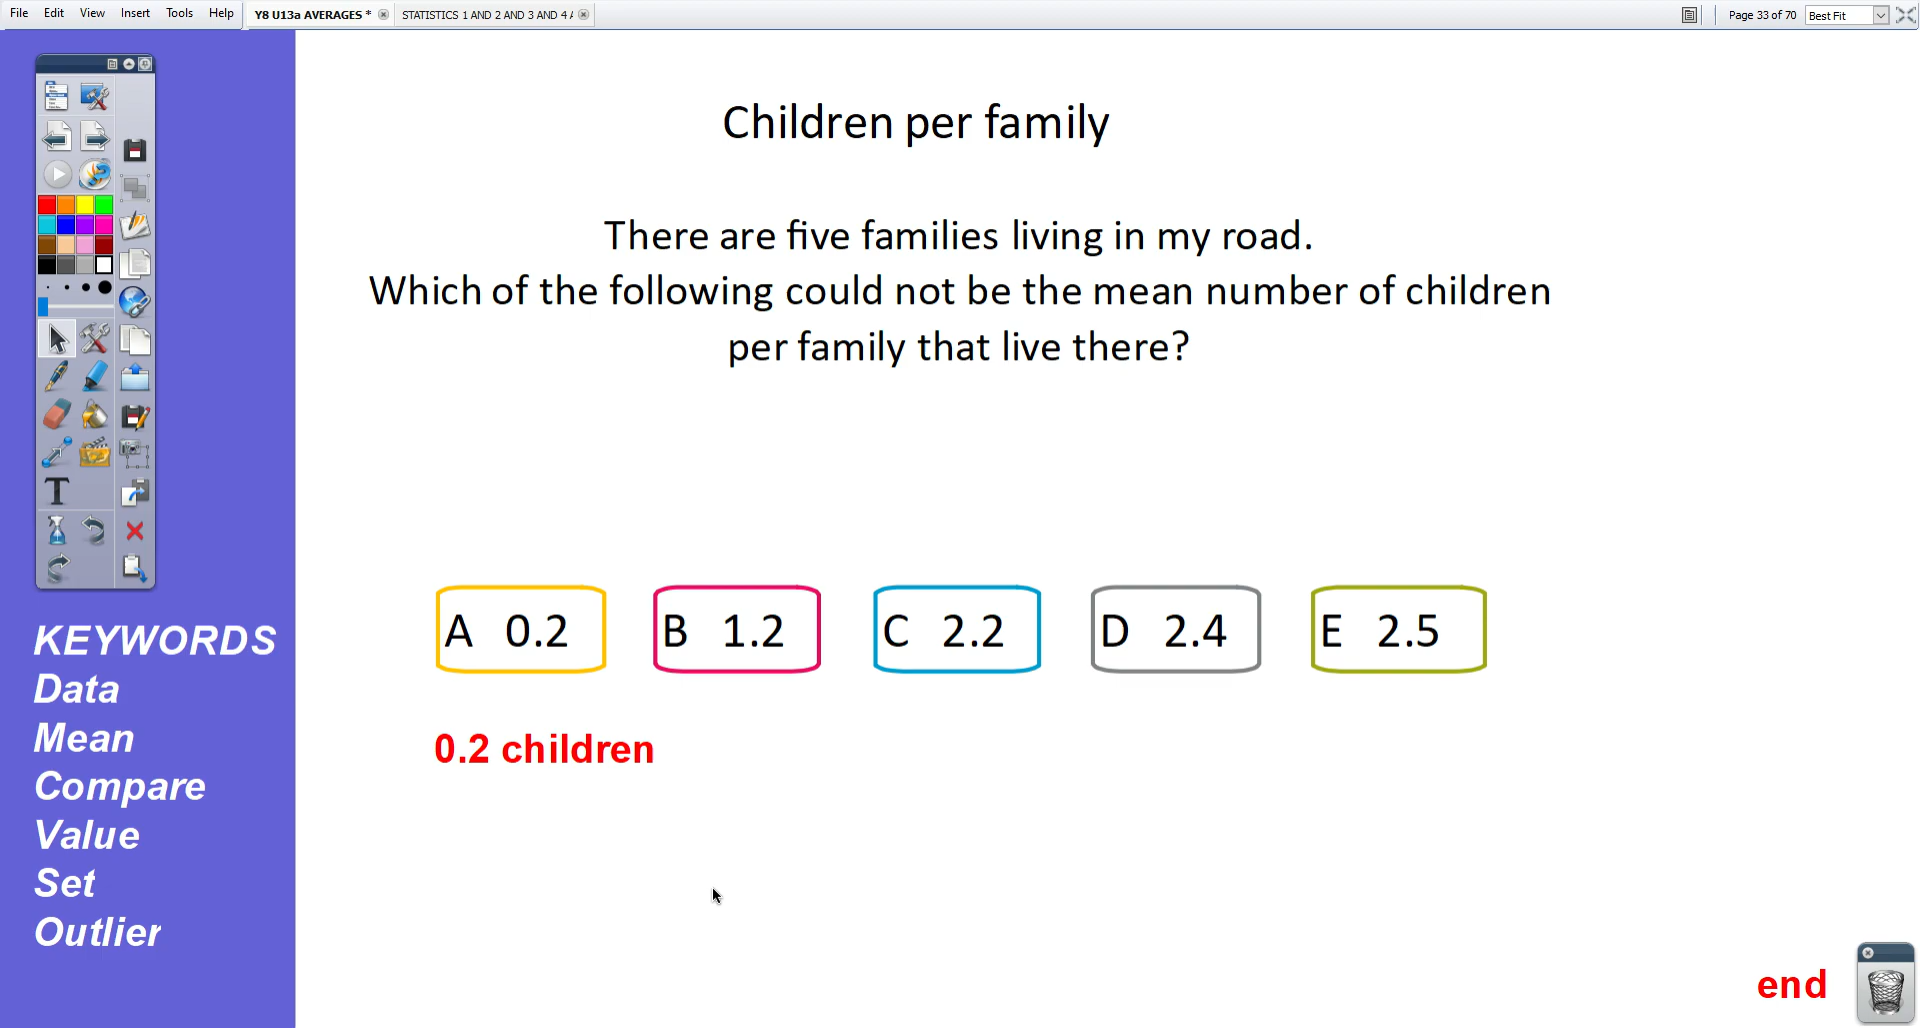 File Edit View Insert Tools Help Y8 U13a AVERAGES * STATISTICS 1 AND 2 AND 3 AND 4 Page 33 of 70 Best Fit
Children per family
There are five families living in my road.
Which of the following could not be the mean number of children
per family that live there?
A 0.2 B 1.2 C 2.2 D 2.4 E 2.5
0.2 children
KEYWORDS
Data
Mean
Compare
Value
Set
Outlier
end